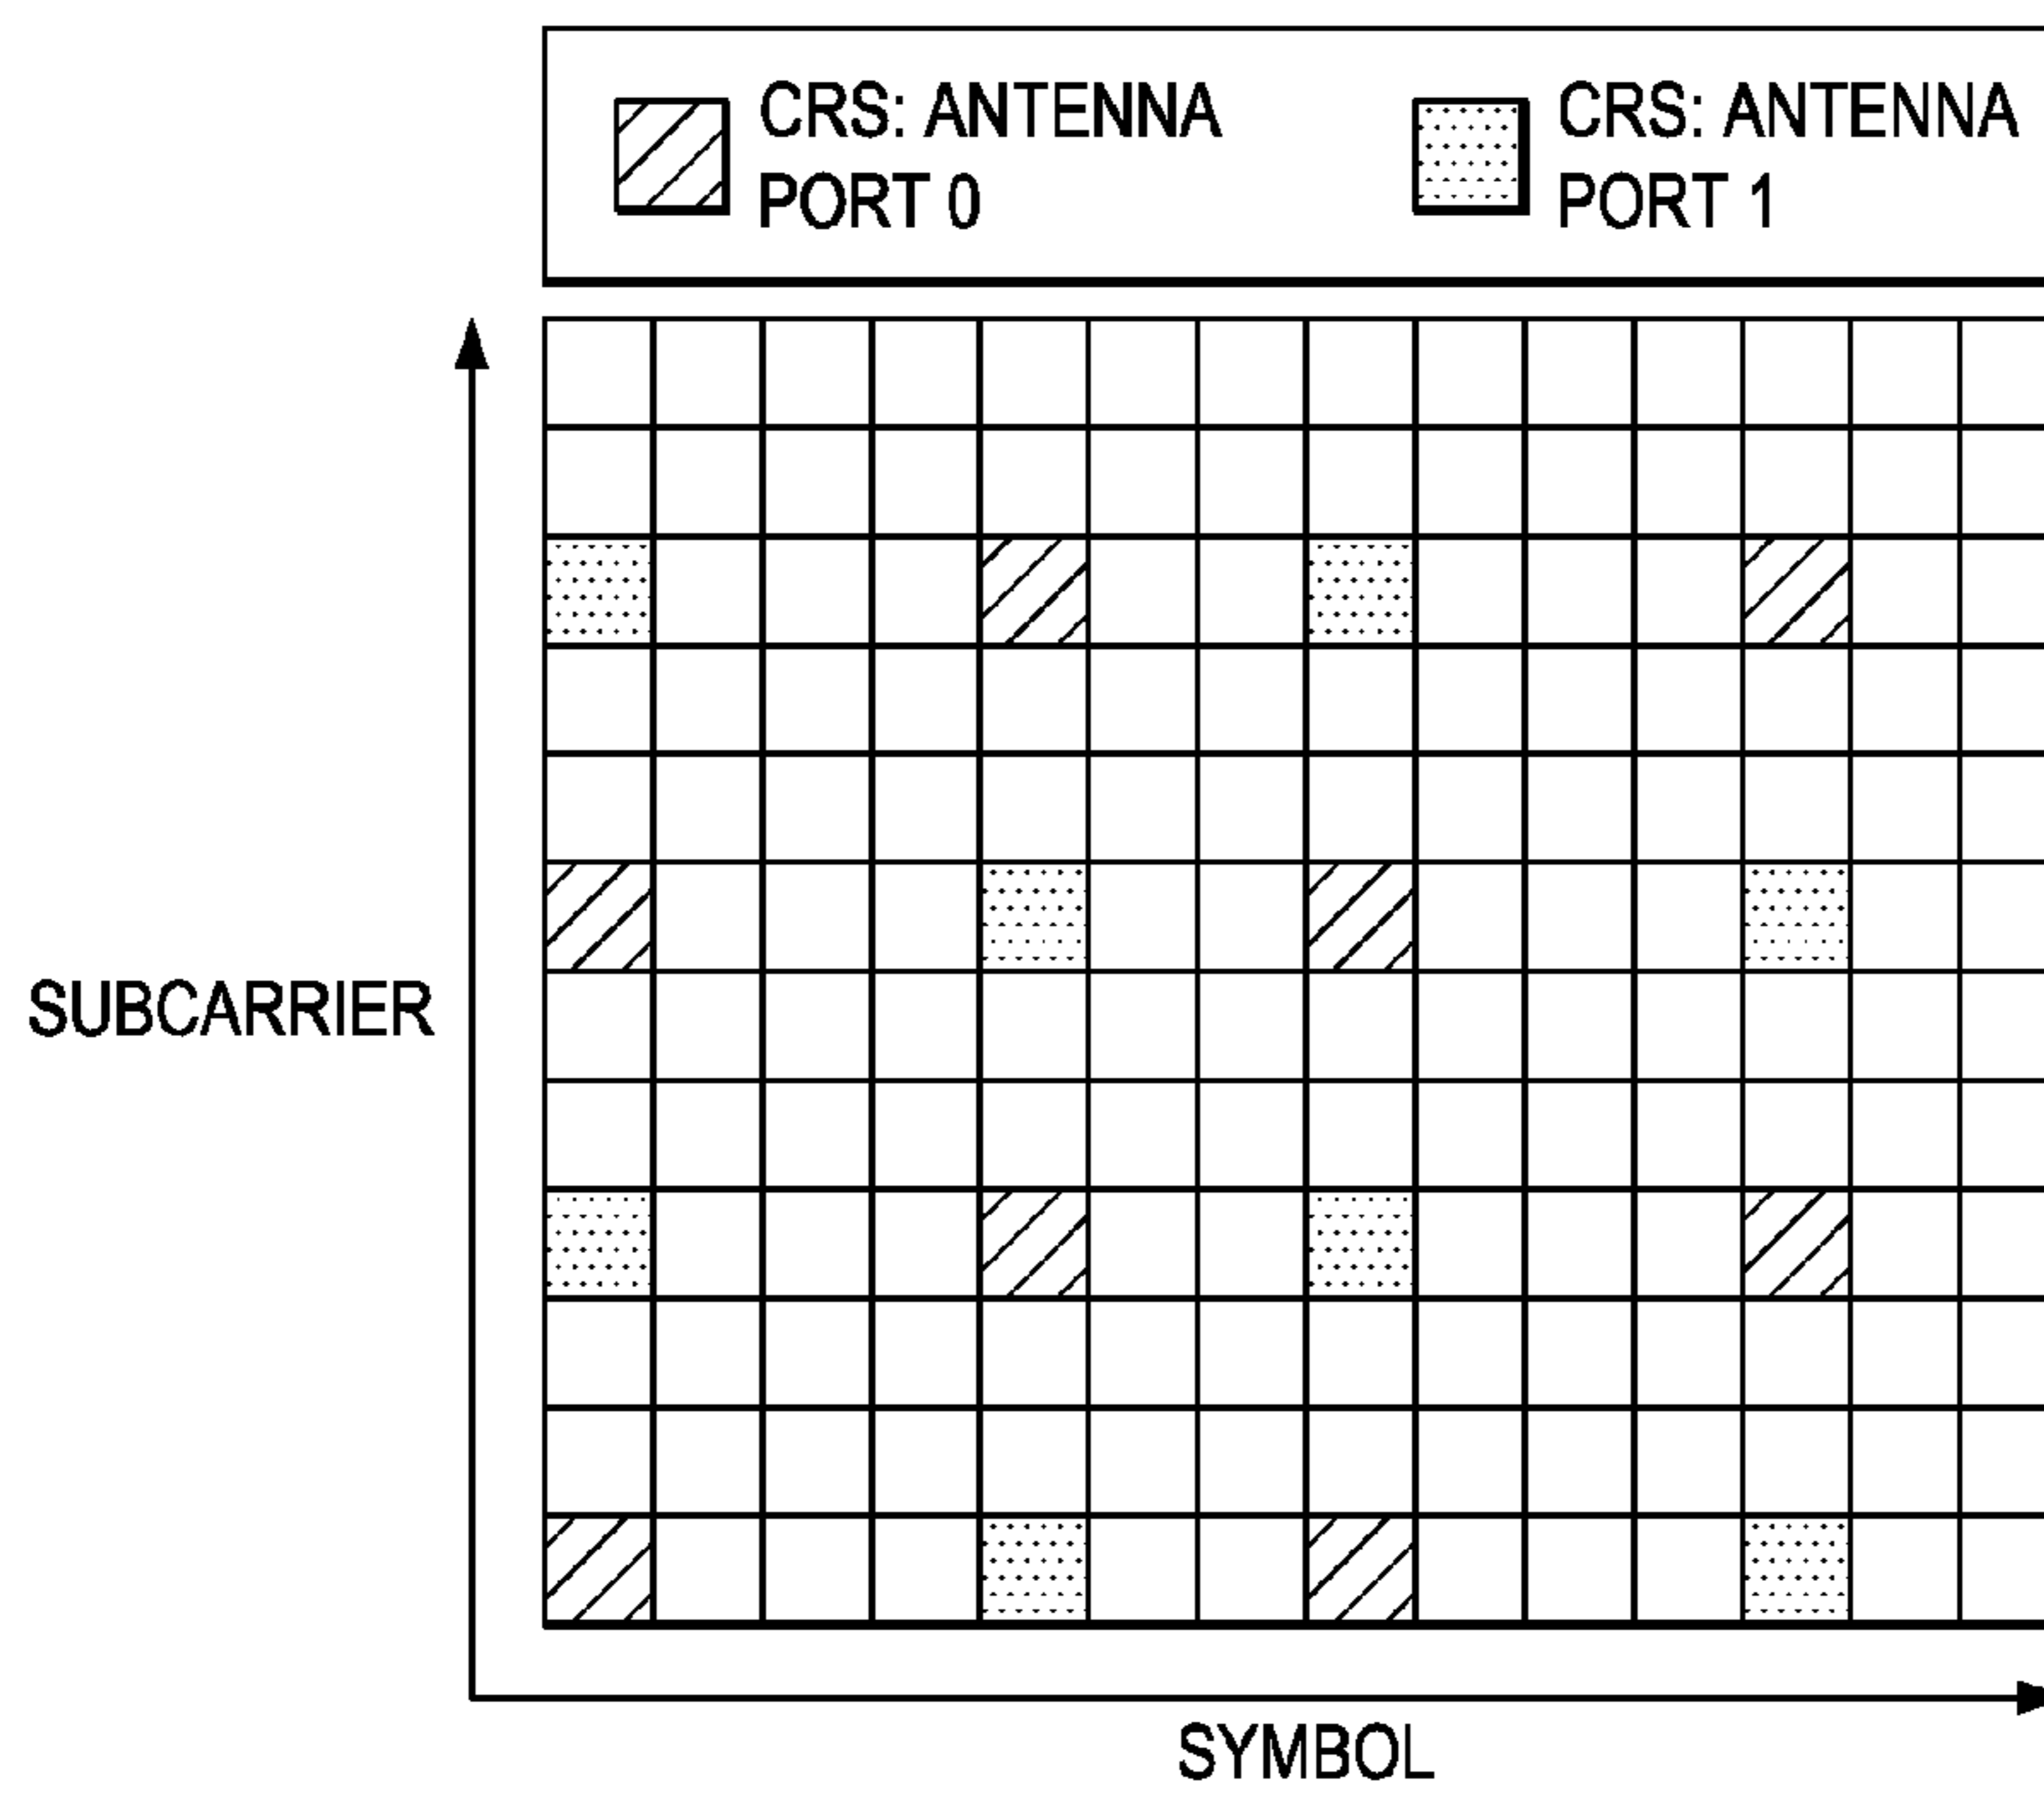 CRS: ANTENNA
PORT 0
CRS: ANTENNA
PORT 1
SUBCARRIER
SYMBOL